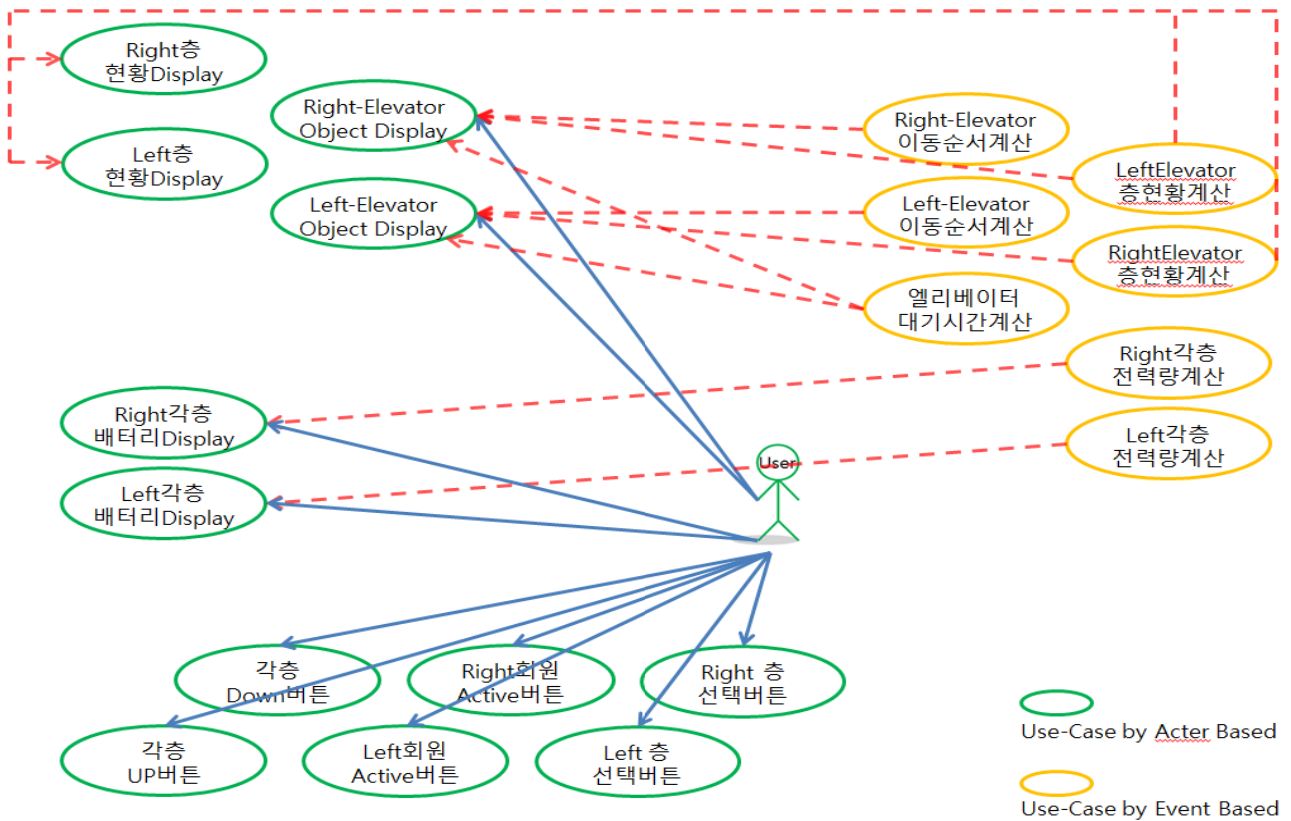 Right층
현황Display
Left층
현황Display
Right-Elevator
Object Display
Left-Elevator
Object Display
Right-Elevator
이동순서계산
Left-Elevator
이동순서계산
엘리베이터
대기시간계산
LeftElevator
층현황계산
RightElevator
층현황계산
Right각층
전력량계산
Left각층
전력량계산
Right각층
배터리Display
Left각층
배터리Display
User
각층
Down버튼
Right회원
Active버튼
Right 층
선택버튼
각층
UP버튼
Left회원
Active버튼
Left 층
선택버튼
Use-Case by Acter Based
Use-Case by Event Based